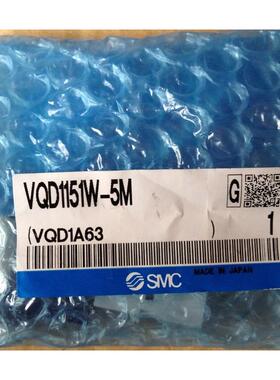 VQD1151W-5M G
(VQD1A63 ) 1
SMC MADE IN JAPAN